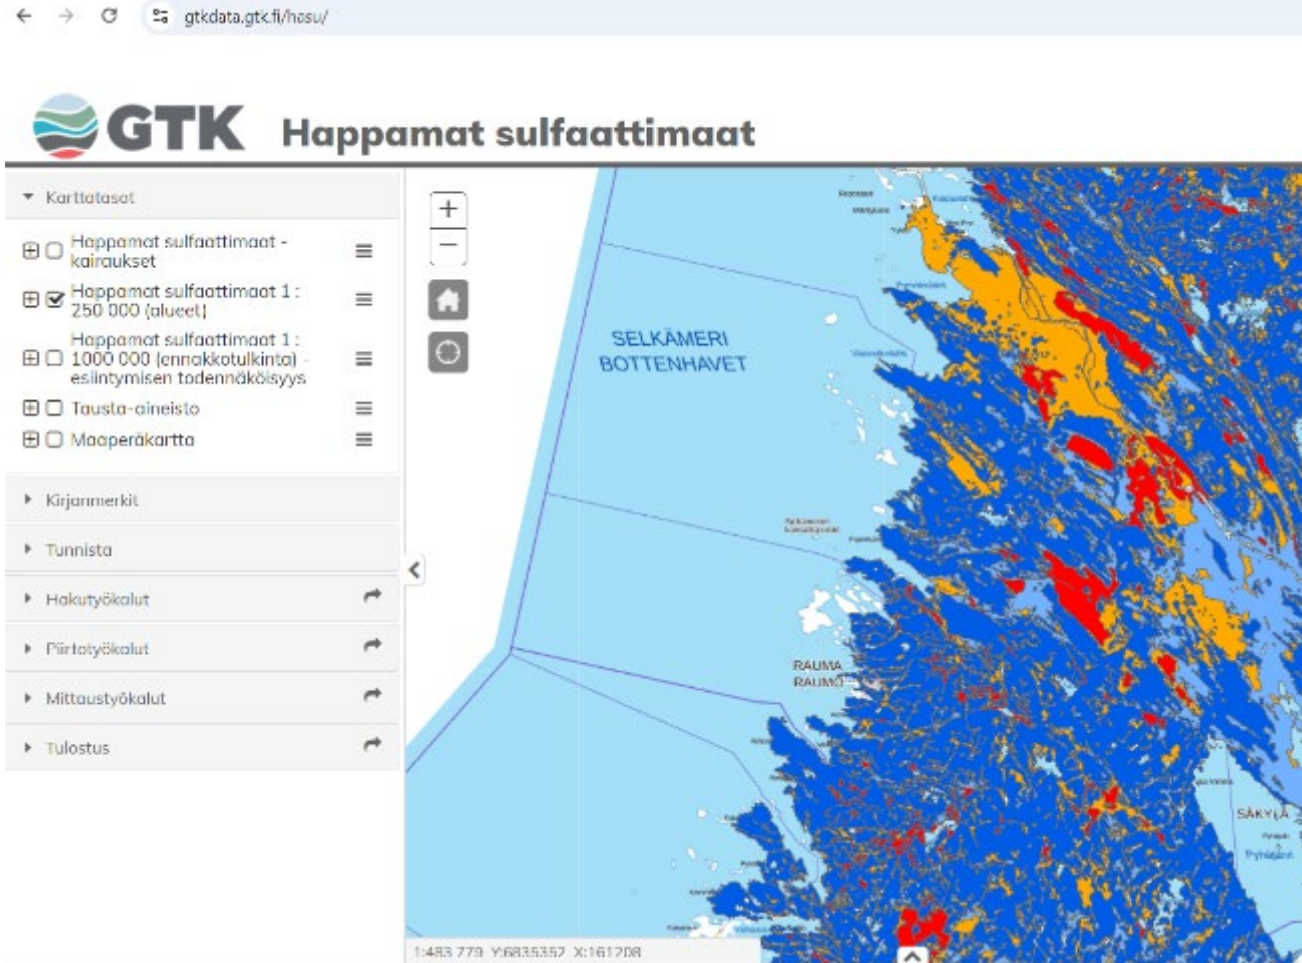 gtkdata.gtk.fi/hasu/
GTK Happamat sulfaattimaat
Karttatasot
Happamat sulfaattimaat -
kairaukset
Happamat sulfaattimaat 1 :
250 000 (alueet)
Happamat sulfaattimaat 1 :
1000 000 (ennakkotulkinta) -
esiintymisen todennäköisyys
Tausta-aineisto
Maaperäkartta
Kirjanmerkit
Tunnista
Hakutyökalut
Piirtotyökalut
Mittaustyökalut
Tulostus
+
−
SELKÄMERI
BOTTENHAVET
RAUMA
RAUMO
SÄKYLÄ
Pyhäjärvi
1:483 779 Y:6835352 X:161208